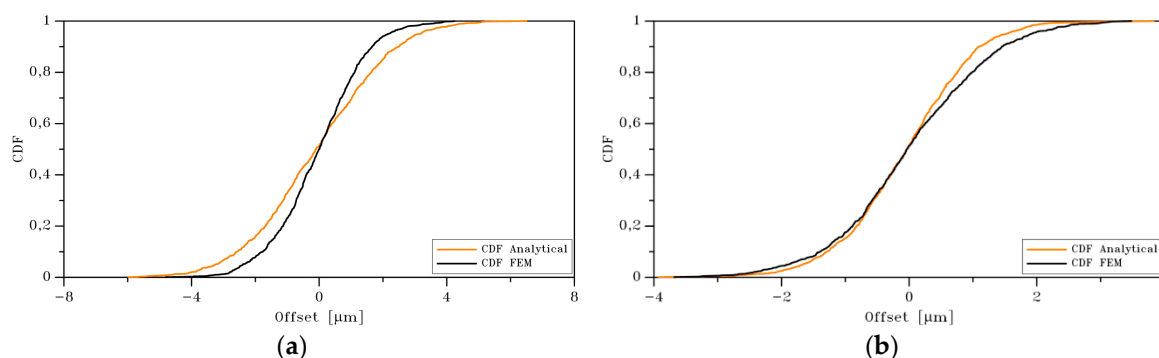 1
0,8
0,6
0,4
0,2
0
CDF
CDF Analytical
CDF FEM
−8
−4
0
4
8
Offset [μm]
(a)
1
0,8
0,6
0,4
0,2
0
CDF
CDF Analytical
CDF FEM
−4
−2
0
2
Offset [μm]
(b)